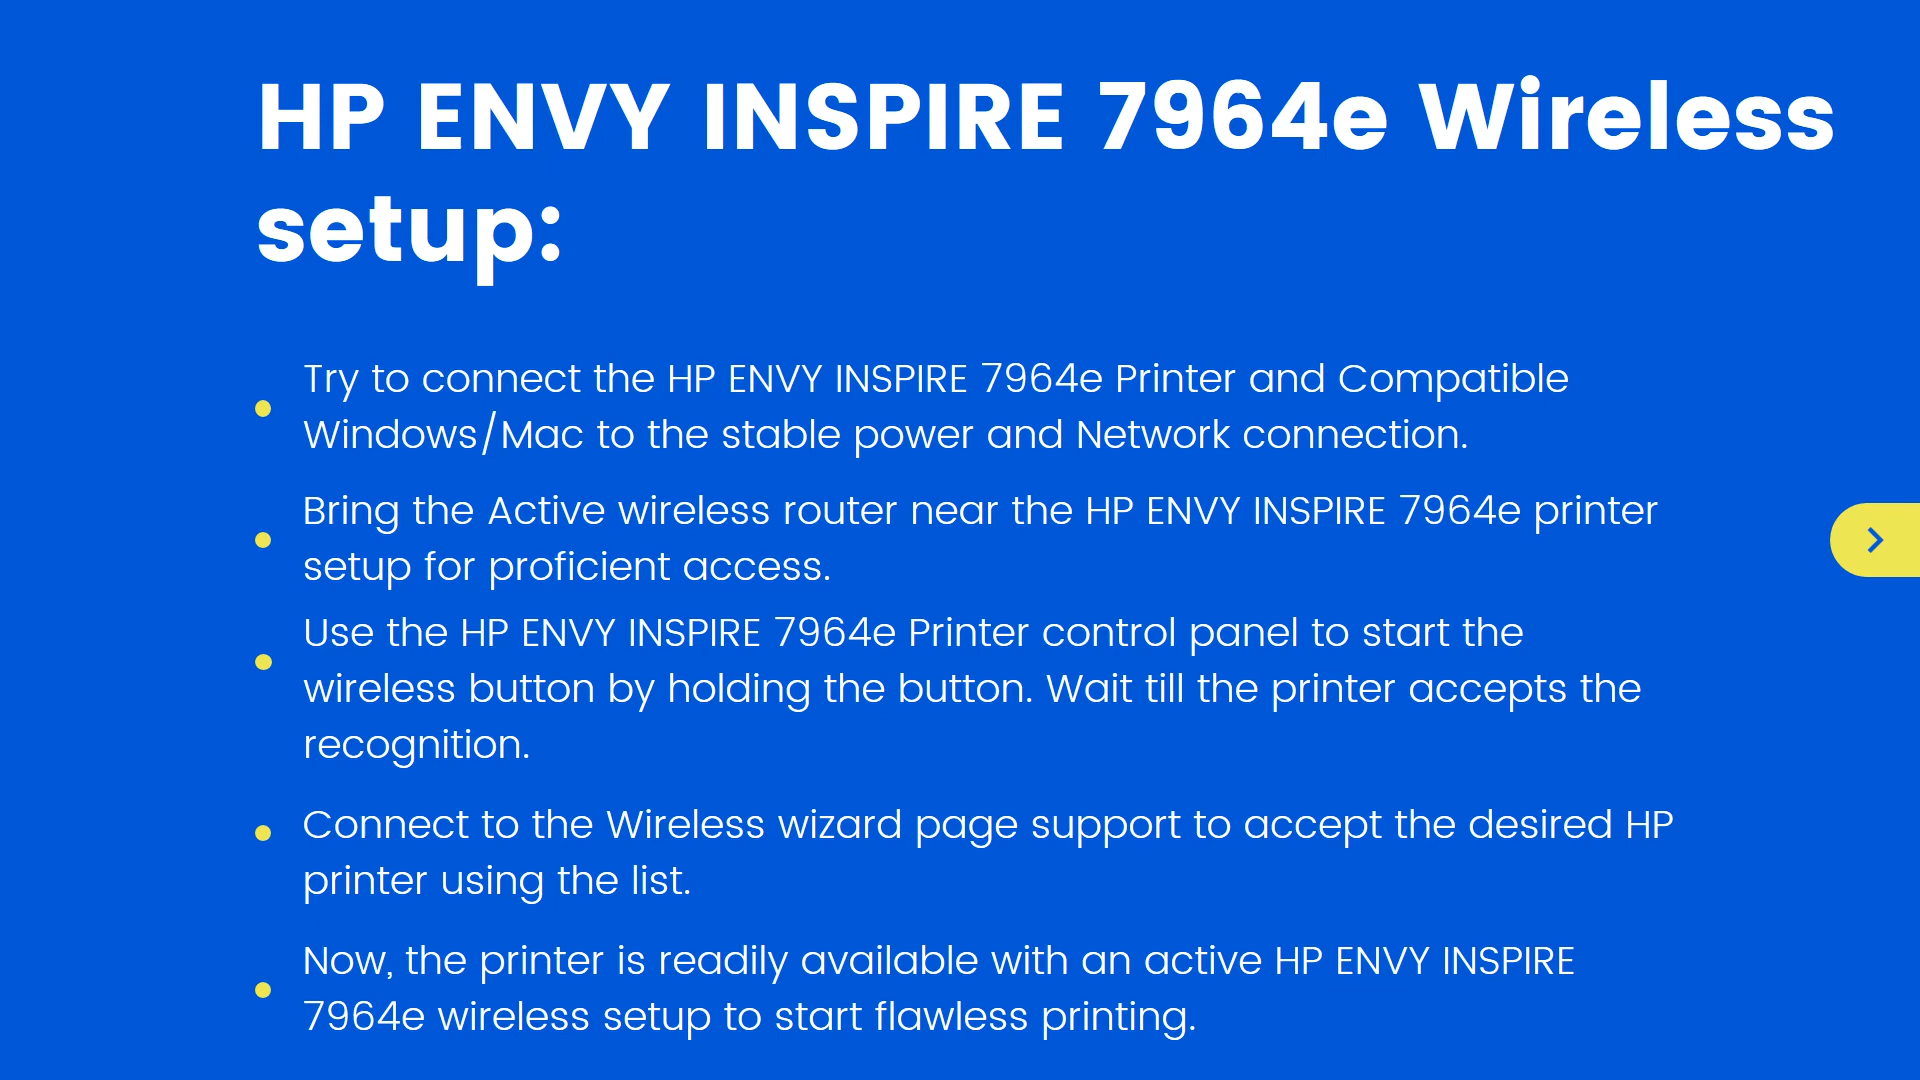 HP ENVY INSPIRE 7964e Wireless
setup:
Try to connect the HP ENVY INSPIRE 7964e Printer and Compatible
Windows/Mac to the stable power and Network connection.
Bring the Active wireless router near the HP ENVY INSPIRE 7964e printer
setup for proficient access.
Use the HP ENVY INSPIRE 7964e Printer control panel to start the
wireless button by holding the button. Wait till the printer accepts the
recognition.
Connect to the Wireless wizard page support to accept the desired HP
printer using the list.
Now, the printer is readily available with an active HP ENVY INSPIRE
7964e wireless setup to start flawless printing.